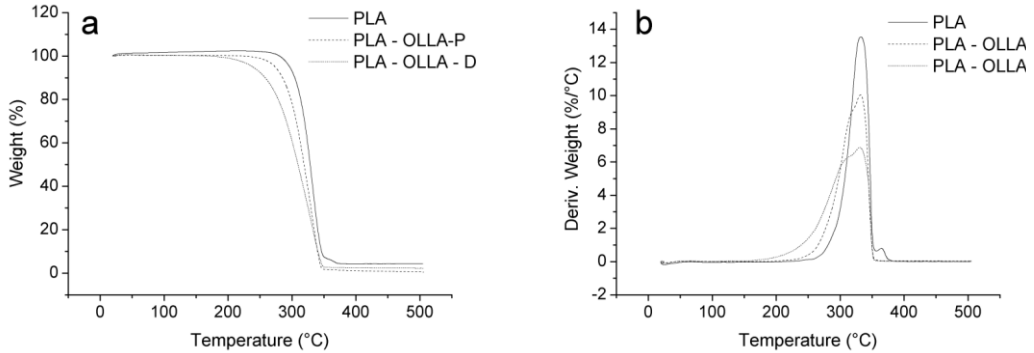 a
PLA
PLA - OLLA-P
PLA - OLLA - D
Weight (%)
120
100
80
60
40
20
0
0 100 200 300 400 500
Temperature (°C)
b
PLA
PLA - OLLA
PLA - OLLA
Deriv. Weight (%/°C)
14
12
10
8
6
4
2
0
-2
0 100 200 300 400 500
Temperature (°C)